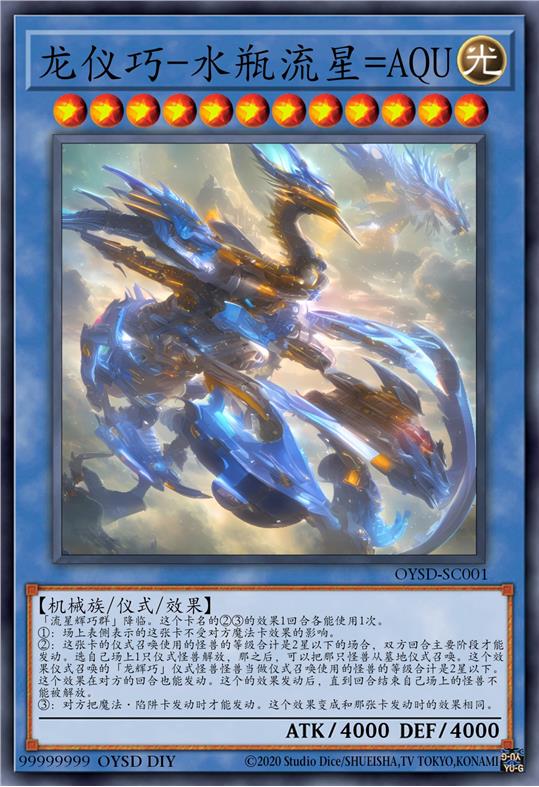 龙仪巧-水瓶流星=AQU
光
OYSD-SC001
【机械族/仪式/效果】
「流星辉巧群」降临。这个卡名的②③的效果1回合各能使用1次。
①：场上表侧表示的这张卡不受对方魔法卡效果的影响。
②：这张卡的仪式召唤使用的怪兽的等级合计是2星以下的场合，双方回合主要阶段才能
发动。选自己场上1只仪式怪兽解放，那之后，可以把那只怪兽从墓地仪式召唤。这个效
果仪式召唤的「龙辉巧」仪式怪兽怪兽当做仪式召唤使用的怪兽的等级合计是2星以下。
这个效果在对方的回合也能发动。这个的效果发动后，直到回合结束自己场上的怪兽不
能被解放。
③：对方把魔法·陷阱卡发动时才能发动。这个效果变成和那张卡发动时的效果相同。
ATK/4000 DEF/4000
99999999 OYSD DIY
©2020 Studio Dice/SHUEISHA,TV TOKYO,KONAMI
YU-G